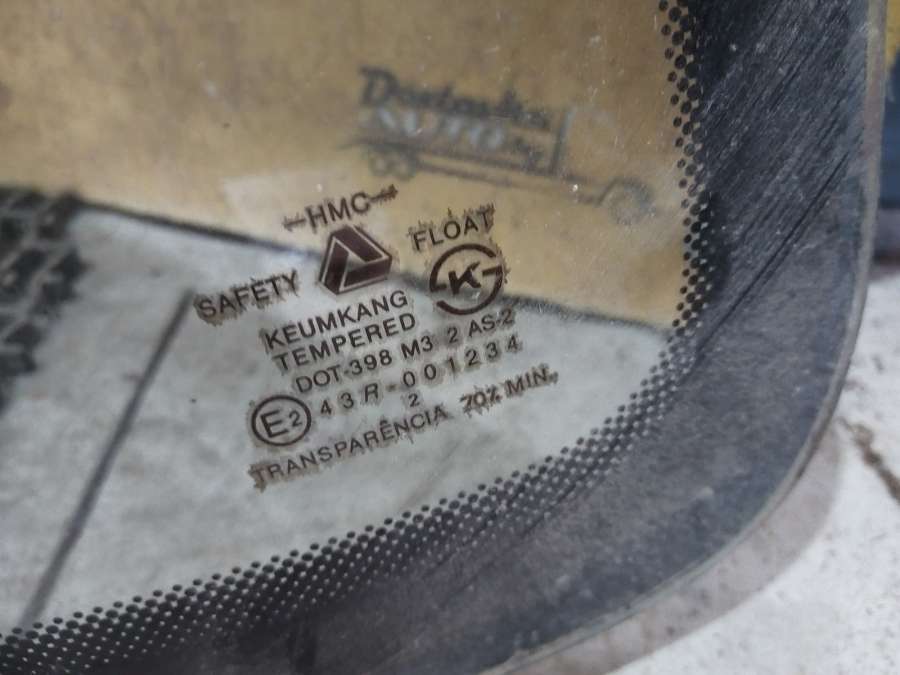 HMC
SAFETY FLOAT
K
KEUMKANG
TEMPERED
DOT-398 M3 2 AS-2
E2 43R-001234
2
TRANSPARÊNCIA 70% MIN.